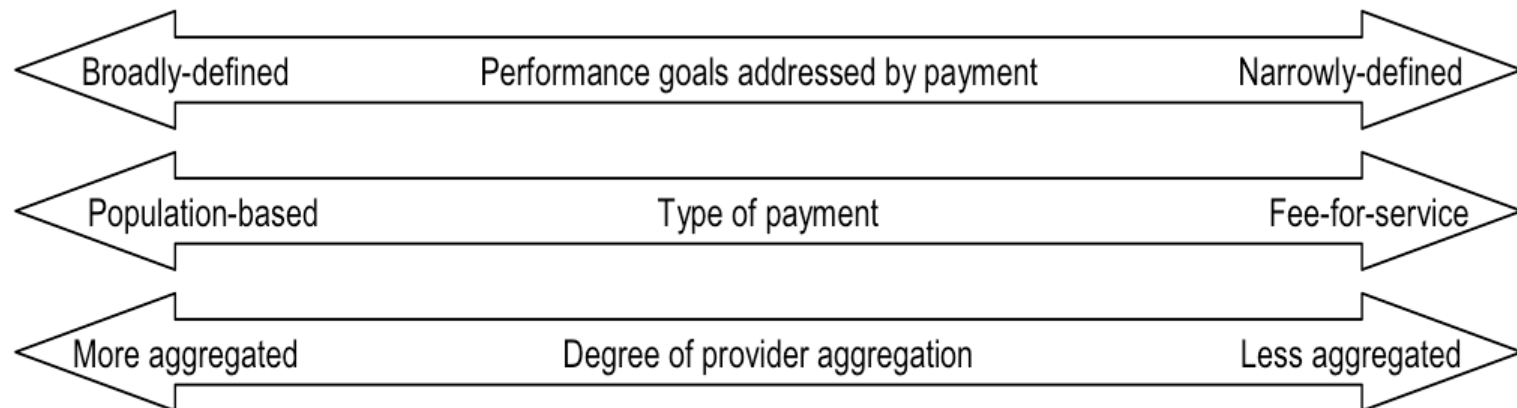 Broadly-defined Performance goals addressed by payment Narrowly-defined
Population-based Type of payment Fee-for-service
More aggregated Degree of provider aggregation Less aggregated